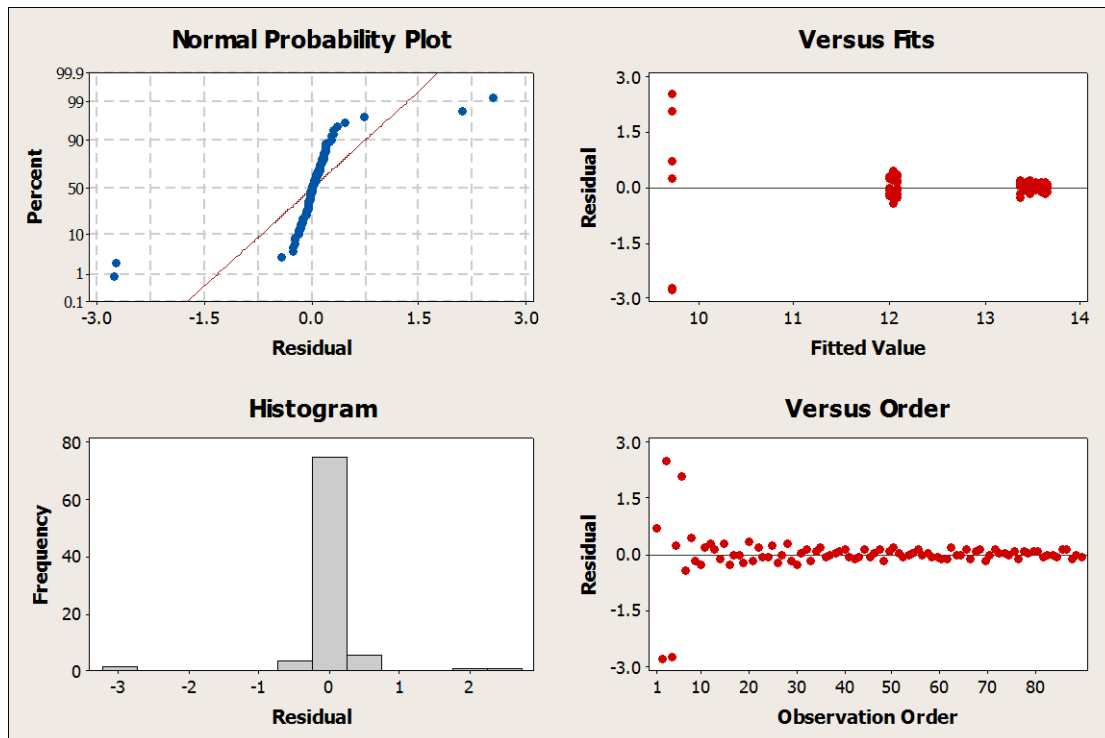 Normal Probability Plot
99.9
99
90
50
10
1
0.1
Percent
-3.0 -1.5 0.0 1.5 3.0
Residual
Versus Fits
3.0
1.5
0.0
-1.5
-3.0
Residual
10 11 12 13 14
Fitted Value
Histogram
80
60
40
20
0
Frequency
-3 -2 -1 0 1 2
Residual
Versus Order
3.0
1.5
0.0
-1.5
-3.0
Residual
1 10 20 30 40 50 60 70 80
Observation Order